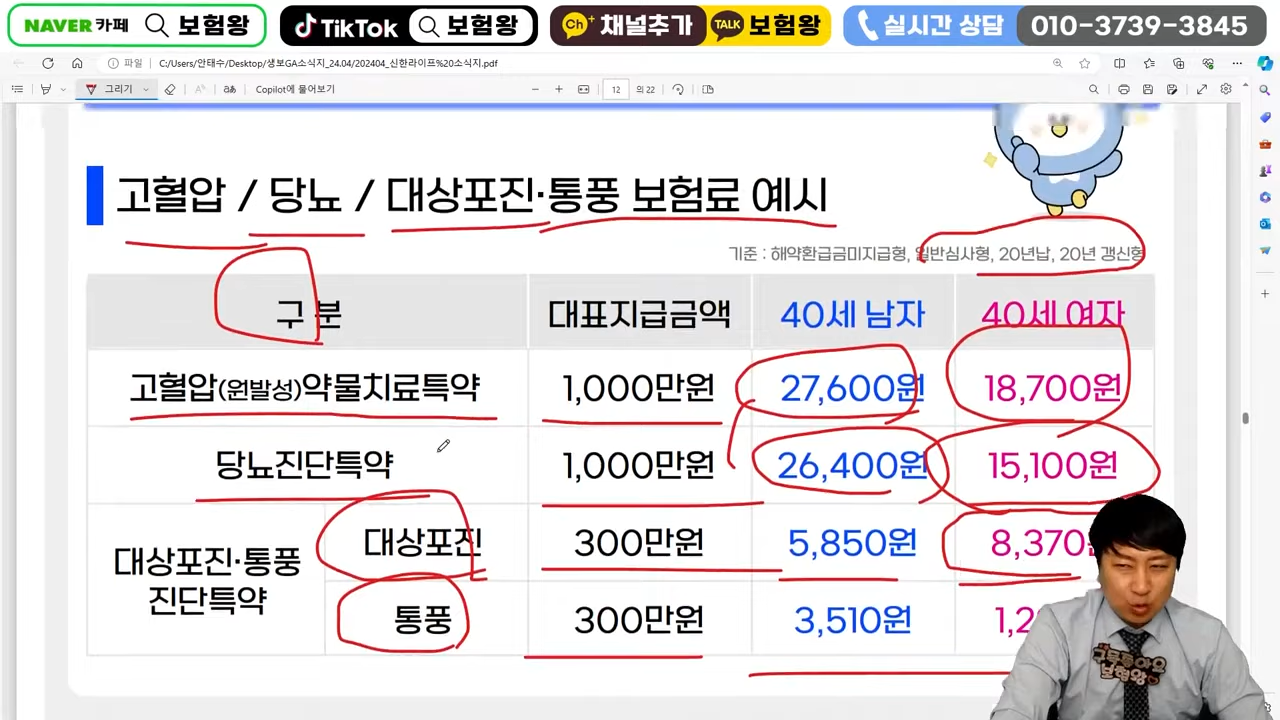 NAVER 카페 보험왕
TikTok 보험왕
Ch+ 채널추가 TALK 보험왕
실시간 상담 010-3739-3845
파일 C:/Users/안태수/Desktop/생보GA소식지_24.04/202404_신한라이프%20소식지.pdf
그리기 Copilot에 물어보기 12 의 22
고혈압 / 당뇨 / 대상포진·통풍 보험료 예시
기준 : 해약환급금미지급형, 일반심사형, 20년납, 20년 갱신형
구 분 대표지급금액 40세 남자 40세 여자
고혈압(원발성)약물치료특약 1,000만원 27,600원 18,700원
당뇨진단특약 1,000만원 26,400원 15,100원
대상포진·통풍
진단특약
대상포진 300만원 5,850원 8,370
통풍 300만원 3,510원
보험왕